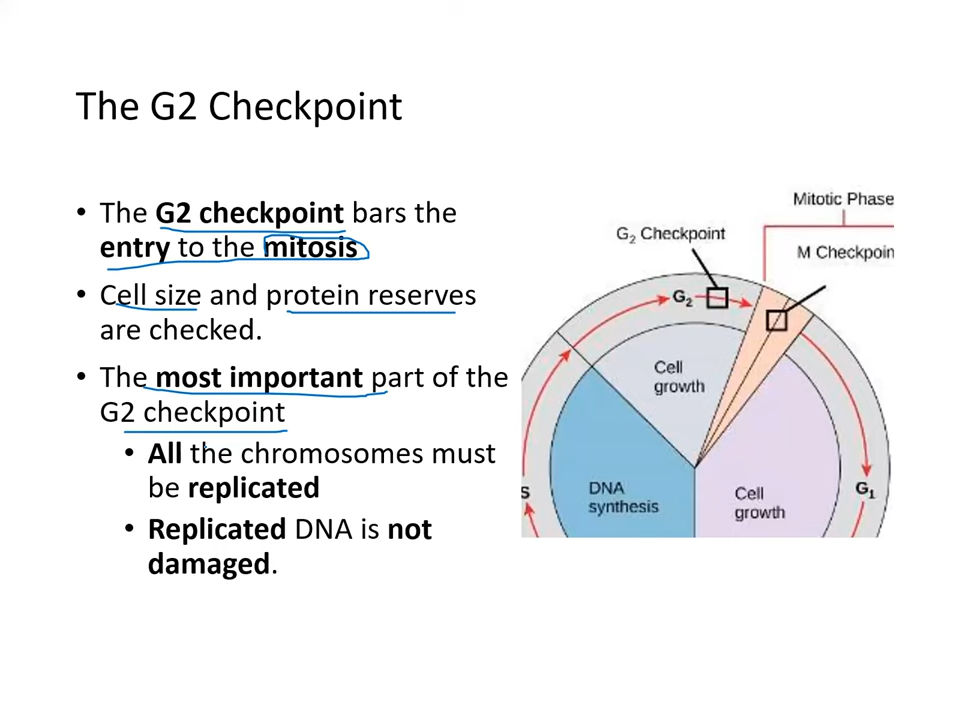 The G2 Checkpoint
• The G2 checkpoint bars the
entry to the mitosis
• Cell size and protein reserves
are checked.
• The most important part of the
G2 checkpoint
• All the chromosomes must
be replicated
• Replicated DNA is not
damaged.
Mitotic Phase
G₂ Checkpoint
M Checkpoin
G₂
Cell
growth
S
DNA
synthesis
Cell
growth
G₁